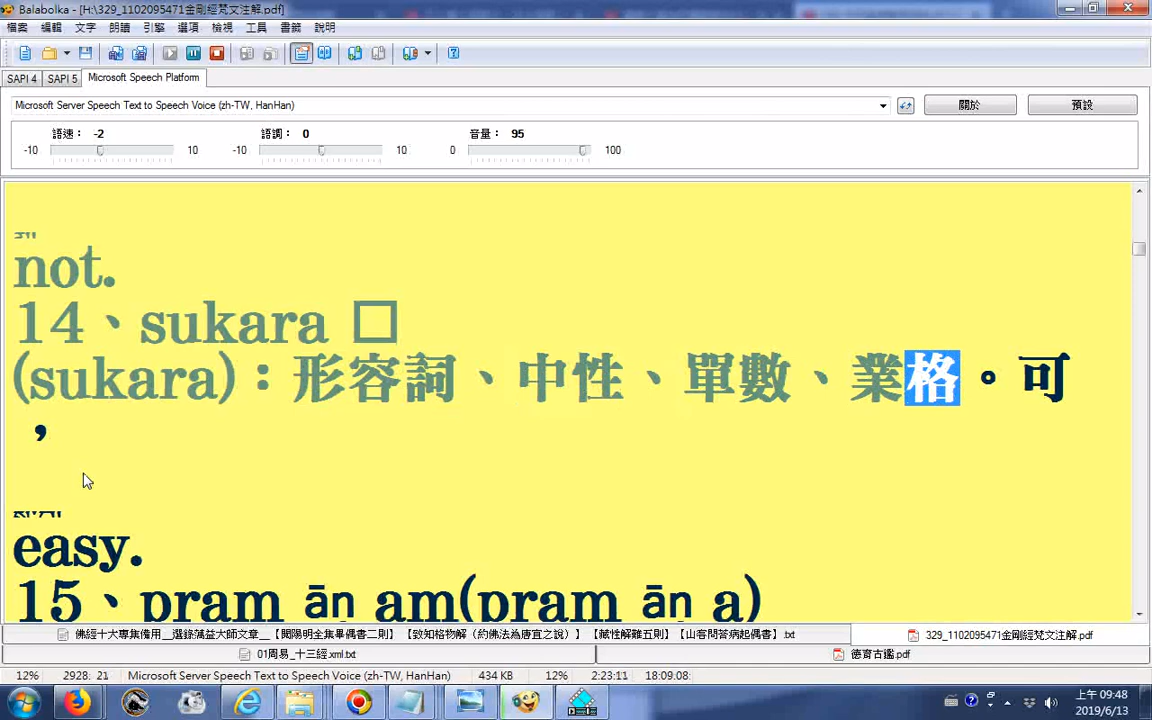 Balabolka - [H:\329_1102095471金剛經梵文注解.pdf]
檔案 編輯 文字 朗讀 引擎 選項 檢視 工具 書籤 說明
SAPI 4 SAPI 5 Microsoft Speech Platform
Microsoft Server Speech Text to Speech Voice (zh-TW, HanHan) 關於 預設
語速： -2 語調： 0 音量： 95
-10 10 -10 10 0 100
not.
14、sukara □
(sukara)：形容詞、中性、單數、業格。可
，
easy.
15、pram ān am(pram ān a)
佛經十大專集備用__選錄蕅益大師文章__【閱陽明全集畢偶書二則】【致知格物解（約佛法為唐宜之說）】【藏性解難五則】【山客問答病起偶書】.txt 329_1102095471金剛經梵文注解.pdf
01周易_十三經.xml.txt 德育古鑑.pdf
12% 2928: 21 Microsoft Server Speech Text to Speech Voice (zh-TW, HanHan) 434 KB 12% 2:23:11 18:09:08:
上午 09:48
2019/6/13